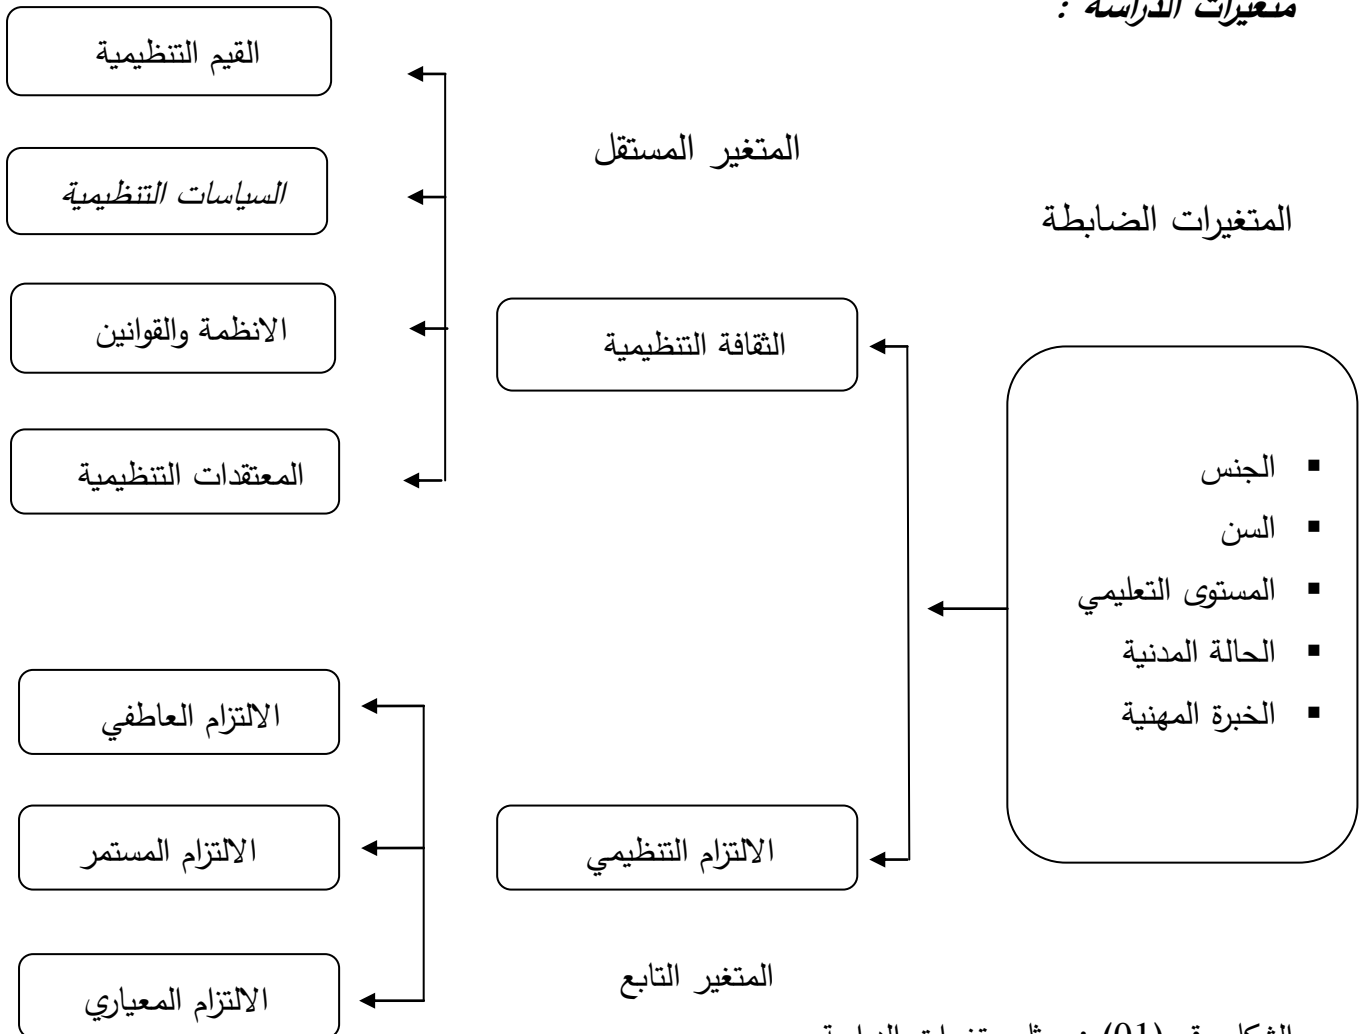 متغيرات الدراسة :
المتغيرات الضابطة
▪ الجنس
▪ السن
▪ المستوى التعليمي
▪ الحالة المدنية
▪ الخبرة المهنية
المتغير المستقل
الثقافة التنظيمية
القيم التنظيمية
السياسات التنظيمية
الانظمة والقوانين
المعتقدات التنظيمية
الالتزام التنظيمي
المتغير التابع
الالتزام العاطفي
الالتزام المستمر
الالتزام المعياري
(01)